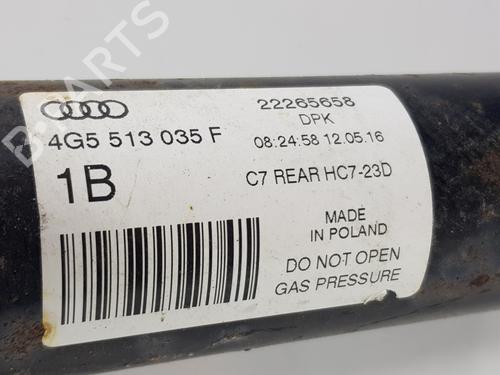 B-PARTS
4G5 513 035 F
1B
22265658
DPK
08:24:58 12.05.16
C7 REAR HC7-23D
MADE
IN POLAND
DO NOT OPEN
GAS PRESSURE